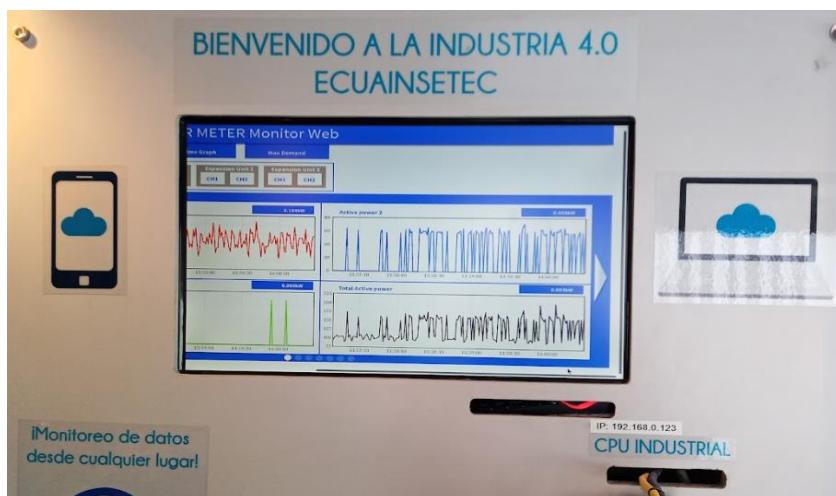 BIENVENIDO A LA INDUSTRIA 4.0
ECUAINSETEC
R METER Monitor Web
Graph
Max Demand
Expansion Unit 2
Expansion Unit 3
CH1 CH2
CH1 CH2
Active power 2
Total Active power
¡Monitoreo de datos
desde cualquier lugar!
IP: 192.168.0.123
CPU INDUSTRIAL